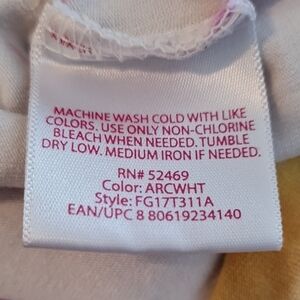 MACHINE WASH COLD WITH LIKE
COLORS. USE ONLY NON-CHLORINE
BLEACH WHEN NEEDED. TUMBLE
DRY LOW. MEDIUM IRON IF NEEDED.
RN# 52469
Color: ARCWHT
Style: FG17T311A
EAN/UPC 8 80619234140